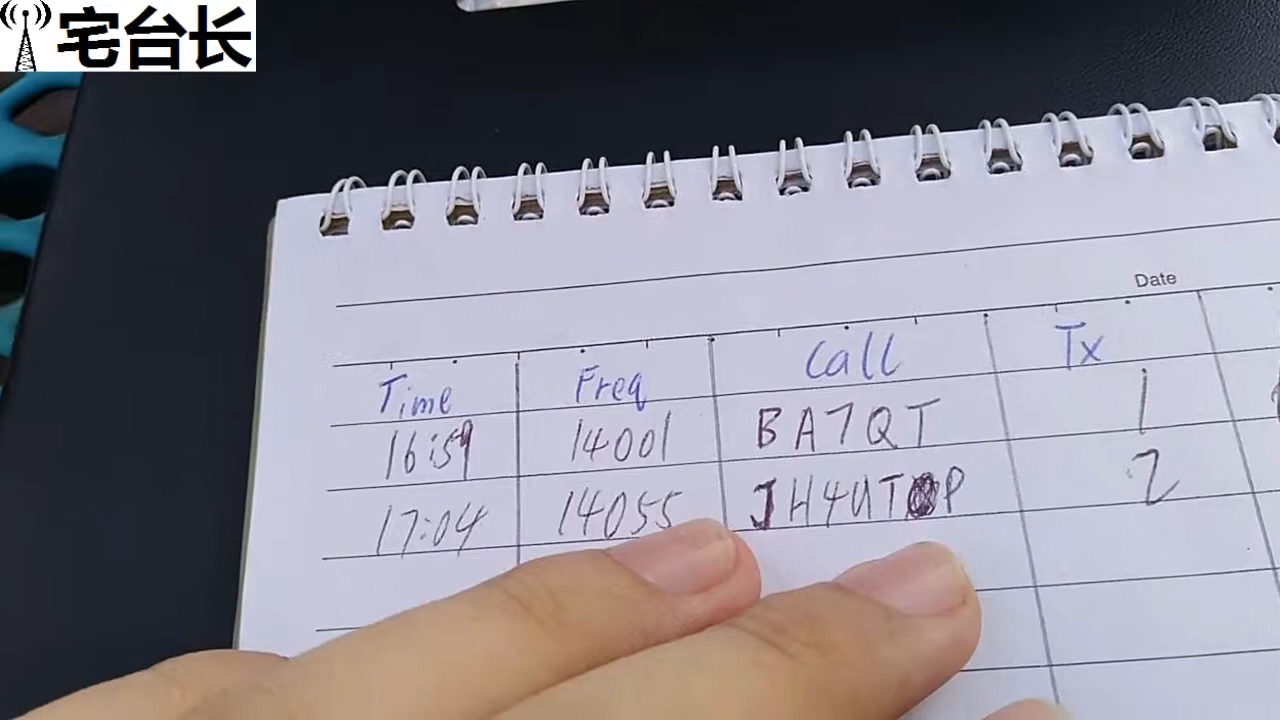 宅台长
Date
Time Freq Call Tx
16:59 14001 BA7QT 1
17:04 14055 JH4UTP 2